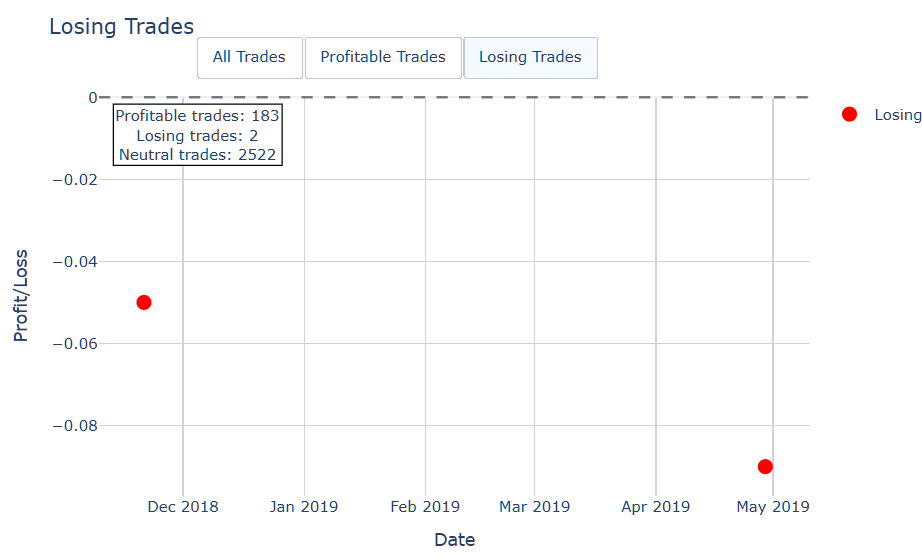 Losing Trades
All Trades
Profitable Trades
Losing Trades
0
Profitable trades: 183
Losing trades: 2
Neutral trades: 2522
Losing
−0.02
−0.04
−0.06
−0.08
Profit/Loss
Dec 2018
Jan 2019
Feb 2019
Mar 2019
Apr 2019
May 2019
Date